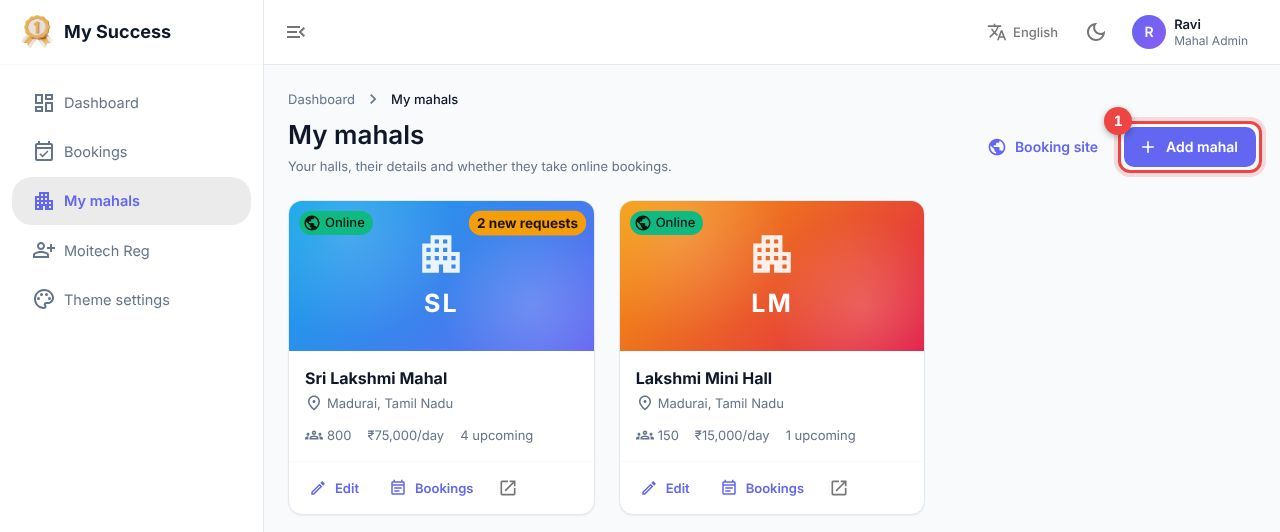 My Success
English
R
Ravi
Mahal Admin
Dashboard
Bookings
My mahals
Moitech Reg
Theme settings
Dashboard > My mahals
My mahals
Your halls, their details and whether they take online bookings.
Booking site
1
+ Add mahal
Online
2 new requests
SL
Sri Lakshmi Mahal
Madurai, Tamil Nadu
800 ₹75,000/day 4 upcoming
Edit Bookings
Online
LM
Lakshmi Mini Hall
Madurai, Tamil Nadu
150 ₹15,000/day 1 upcoming
Edit Bookings